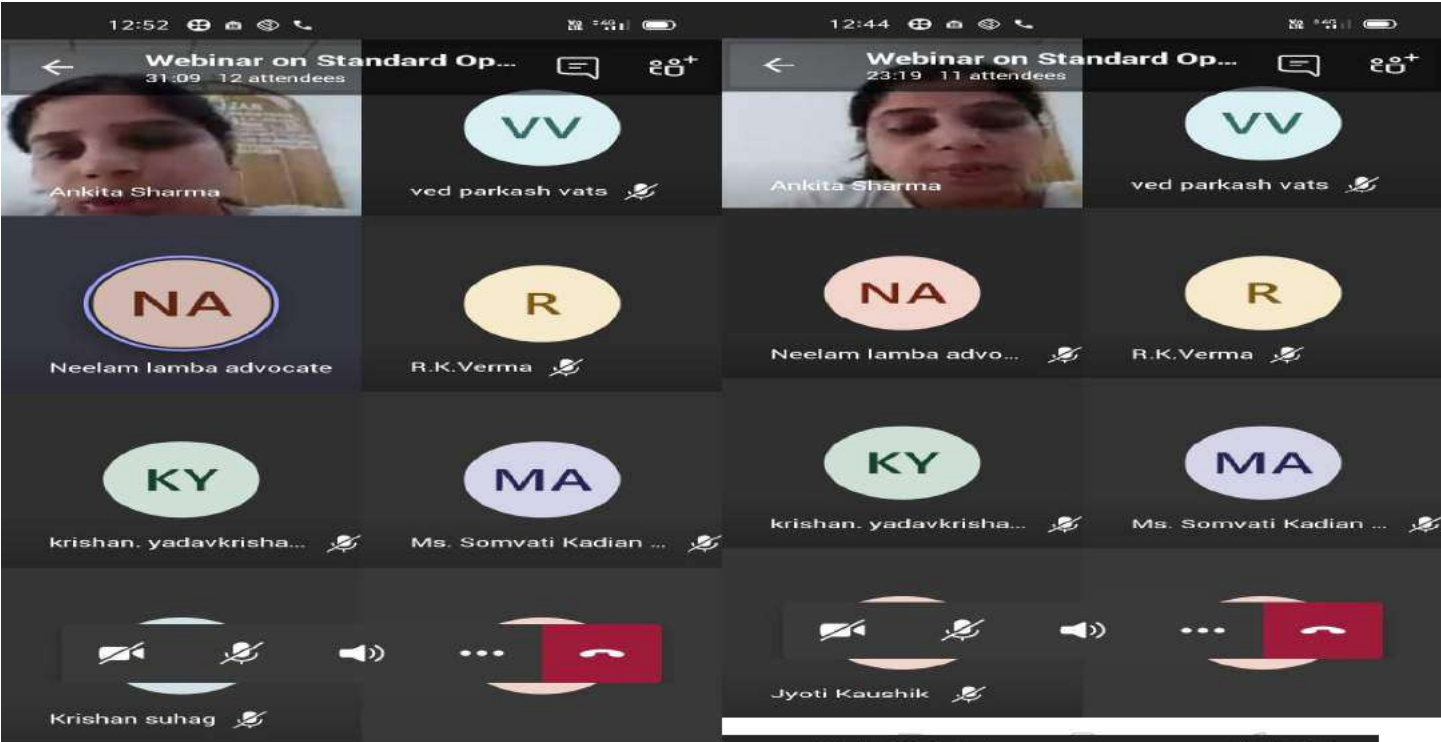 12:52
Webinar on Standard Op...
31:09 12 attendees
Ankita Sharma
VV
ved parkash vats
NA
Neelam lamba advocate
R
R.K.Verma
KY
krishan. yadavkrisha...
MA
Ms. Somvati Kadian ...
Krishan suhag
12:44
Webinar on Standard Op...
23:19 11 attendees
Ankita Sharma
VV
ved parkash vats
NA
Neelam lamba advo...
R
R.K.Verma
KY
krishan. yadavkrisha...
MA
Ms. Somvati Kadian ...
Jyoti Kaushik